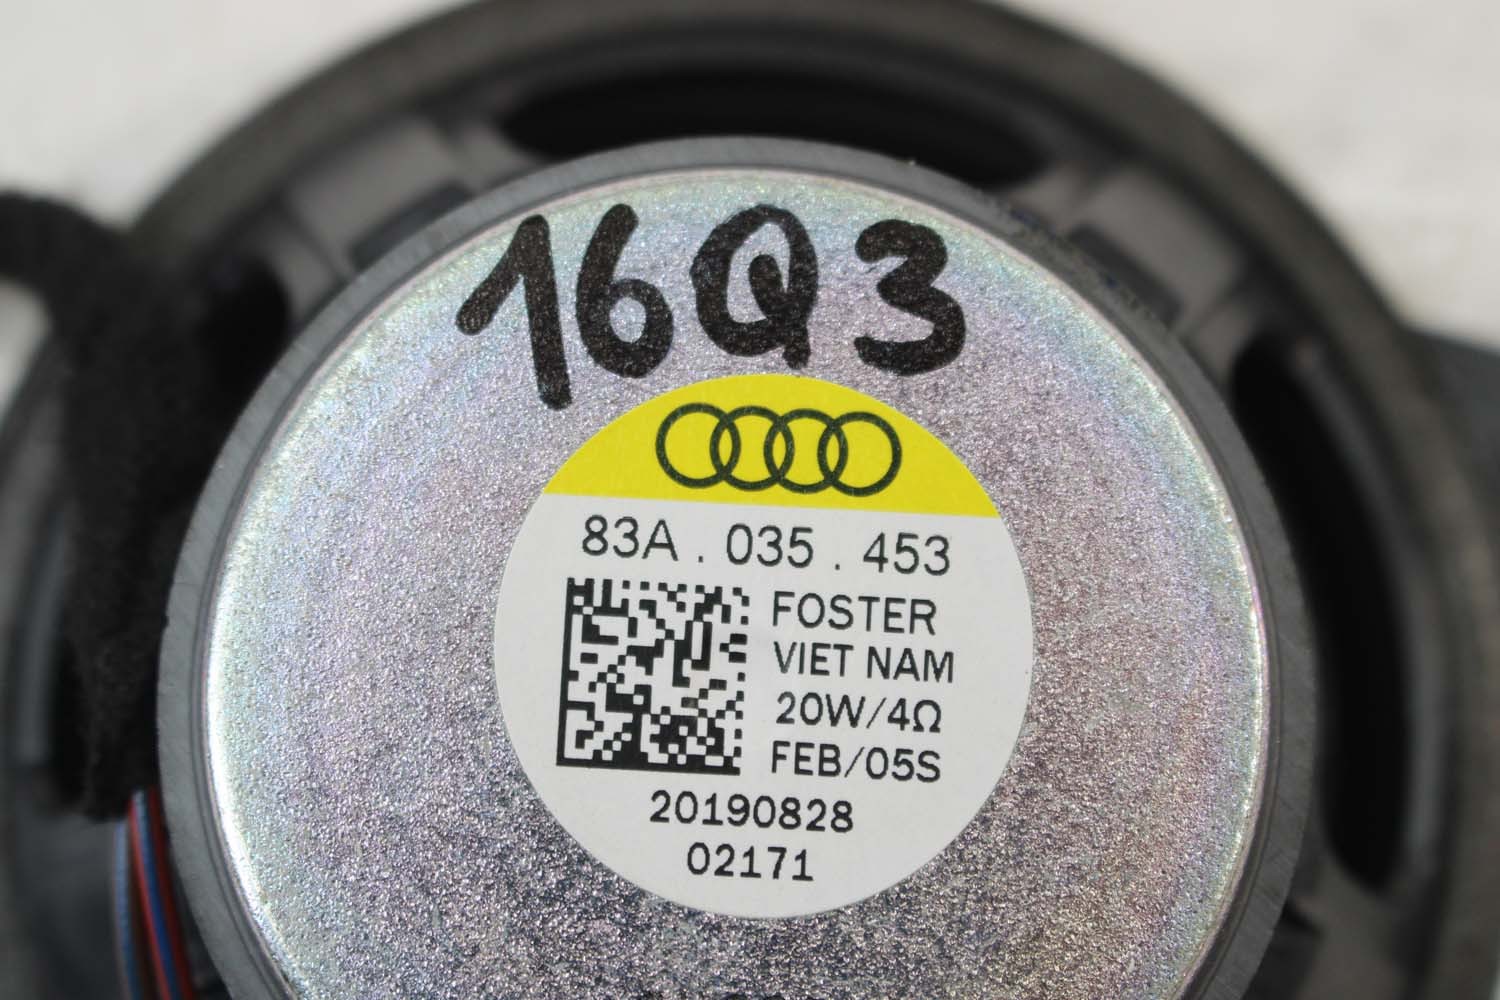 16Q3
83A . 035 . 453
FOSTER
VIET NAM
20W/4Ω
FEB/05S
20190828
02171